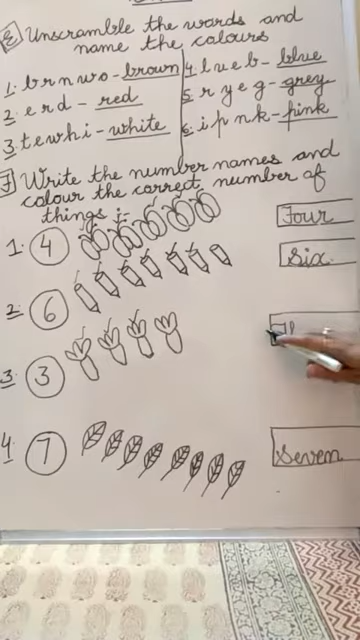 E Unscramble the words and
name the colours
1. b r n w o - brown
4. l u e b - blue
2. e r d - red
5. r y e g - grey
3. t e w h i - white
6. i p n k - pink
F Write the number names and
colour the correct number of
things :-
1. 4 Four
2. 6 Six
3. 3
4. 7 Seven